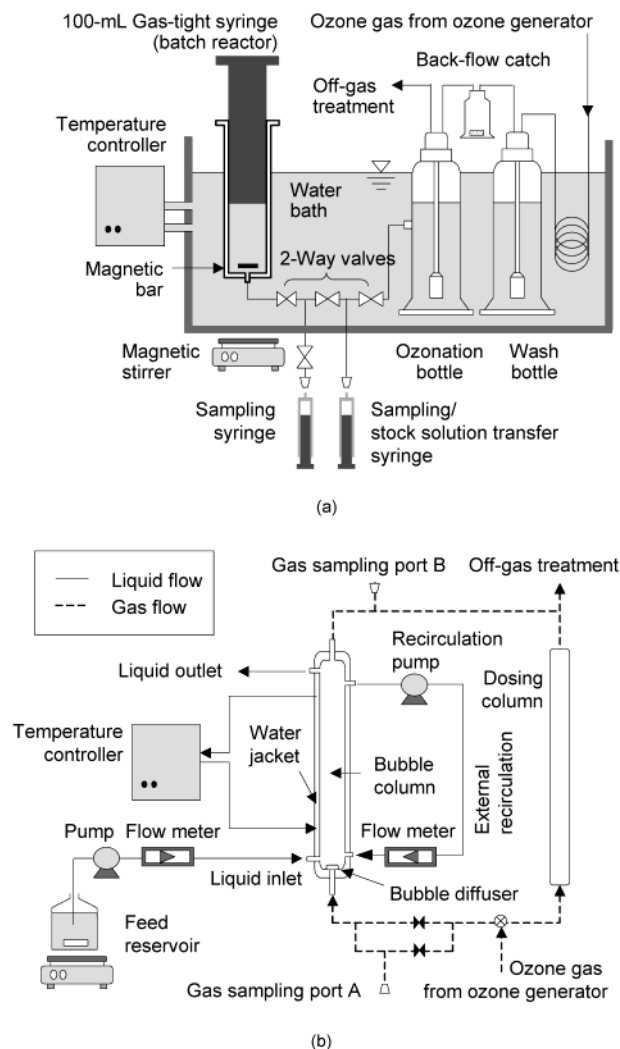 100-mL Gas-tight syringe
(batch reactor)
Ozone gas from ozone generator
Back-flow catch
Off-gas
treatment
Temperature
controller
Water
bath
2-Way valves
Magnetic
bar
Magnetic
stirrer
Ozonation
bottle
Wash
bottle
Sampling
syringe
Sampling/
stock solution transfer
syringe
(a)
Liquid flow
Gas flow
Gas sampling port B
Off-gas treatment
Recirculation
pump
Liquid outlet
Dosing
column
Temperature
controller
Water
jacket
Bubble
column
External
recirculation
Pump
Flow meter
Flow meter
Liquid inlet
Bubble diffuser
Feed
reservoir
Gas sampling port A
Ozone gas
from ozone generator
(b)